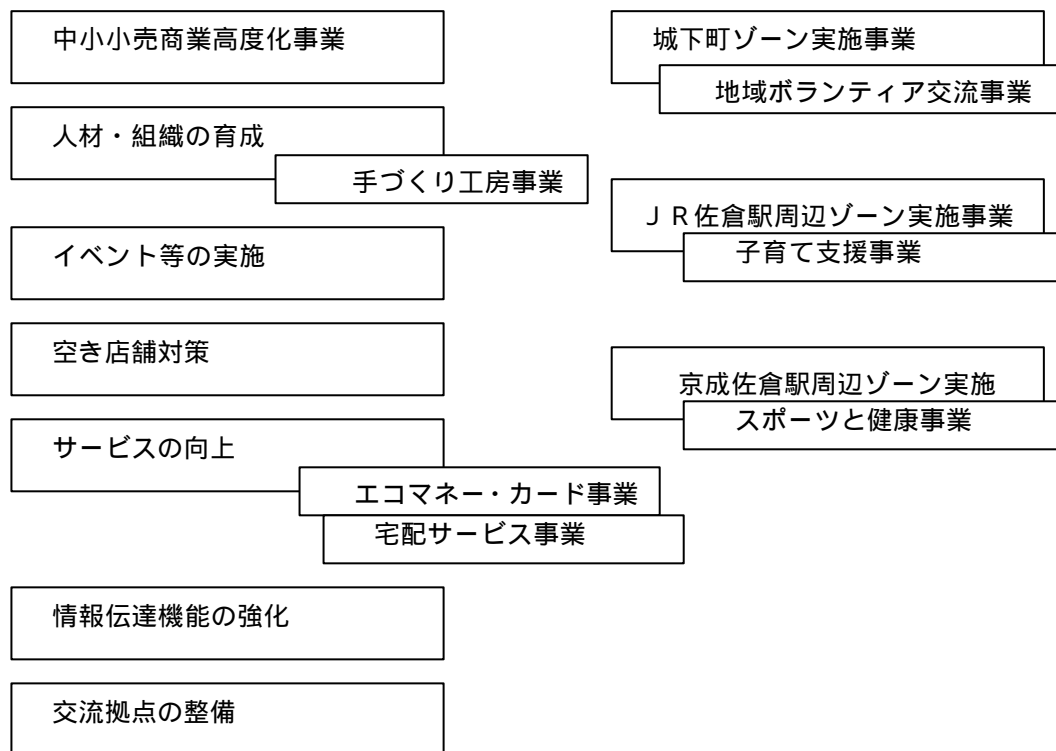 中小小売商業高度化事業
人材・組織の育成
手づくり工房事業
イベント等の実施
空き店舗対策
サービスの向上
エコマネー・カード事業
宅配サービス事業
情報伝達機能の強化
交流拠点の整備
城下町ゾーン実施事業
地域ボランティア交流事業
ＪＲ佐倉駅周辺ゾーン実施事業
子育て支援事業
京成佐倉駅周辺ゾーン実施
スポーツと健康事業